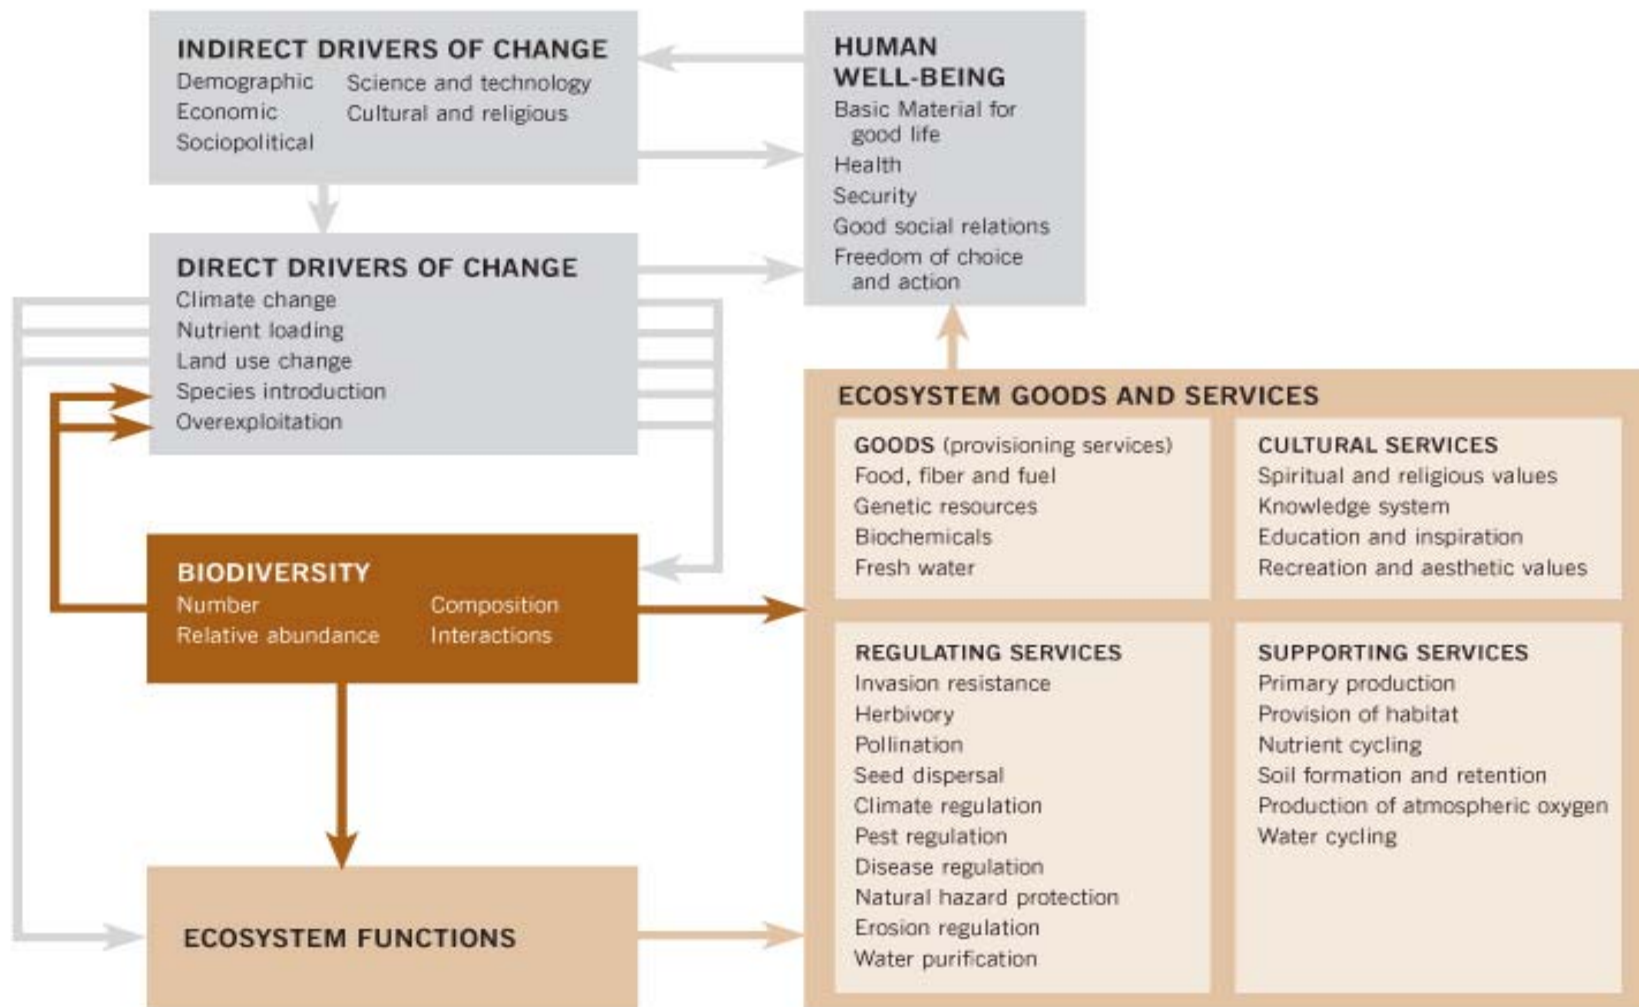 INDIRECT DRIVERS OF CHANGE
Demographic
Economic
Sociopolitical
Science and technology
Cultural and religious
HUMAN
WELL-BEING
Basic Material for
good life
Health
Security
Good social relations
Freedom of choice
and action
DIRECT DRIVERS OF CHANGE
Climate change
Nutrient loading
Land use change
Species introduction
Overexploitation
BIODIVERSITY
Number
Relative abundance
Composition
Interactions
ECOSYSTEM FUNCTIONS
ECOSYSTEM GOODS AND SERVICES
GOODS (provisioning services)
Food, fiber and fuel
Genetic resources
Biochemicals
Fresh water
CULTURAL SERVICES
Spiritual and religious values
Knowledge system
Education and inspiration
Recreation and aesthetic values
REGULATING SERVICES
Invasion resistance
Herbivory
Pollination
Seed dispersal
Climate regulation
Pest regulation
Disease regulation
Natural hazard protection
Erosion regulation
Water purification
SUPPORTING SERVICES
Primary production
Provision of habitat
Nutrient cycling
Soil formation and retention
Production of atmospheric oxygen
Water cycling